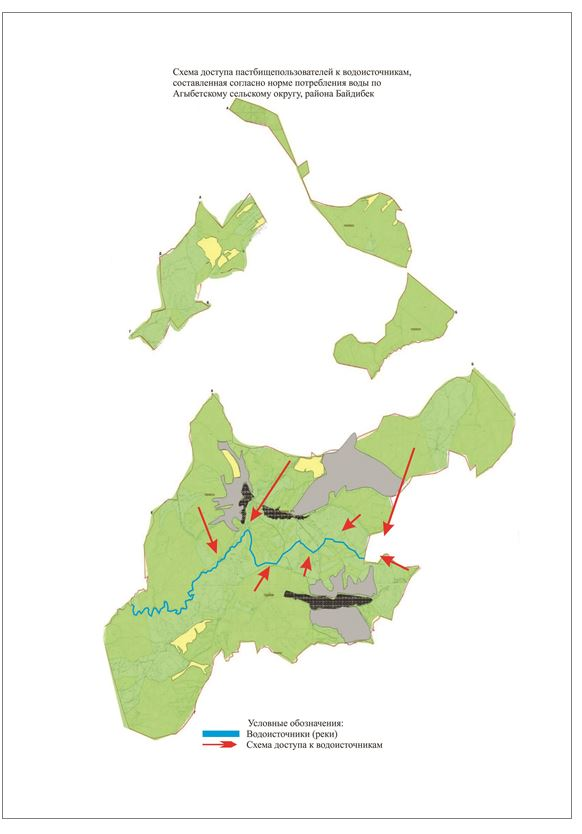 Схема доступа пастбищепользователей к водоисточникам,
составленная согласно норме потребления воды по
Агыбетскому сельскому округу, района Байдибек
Условные обозначения:
Водоисточники (реки)
Схема доступа к водоисточникам